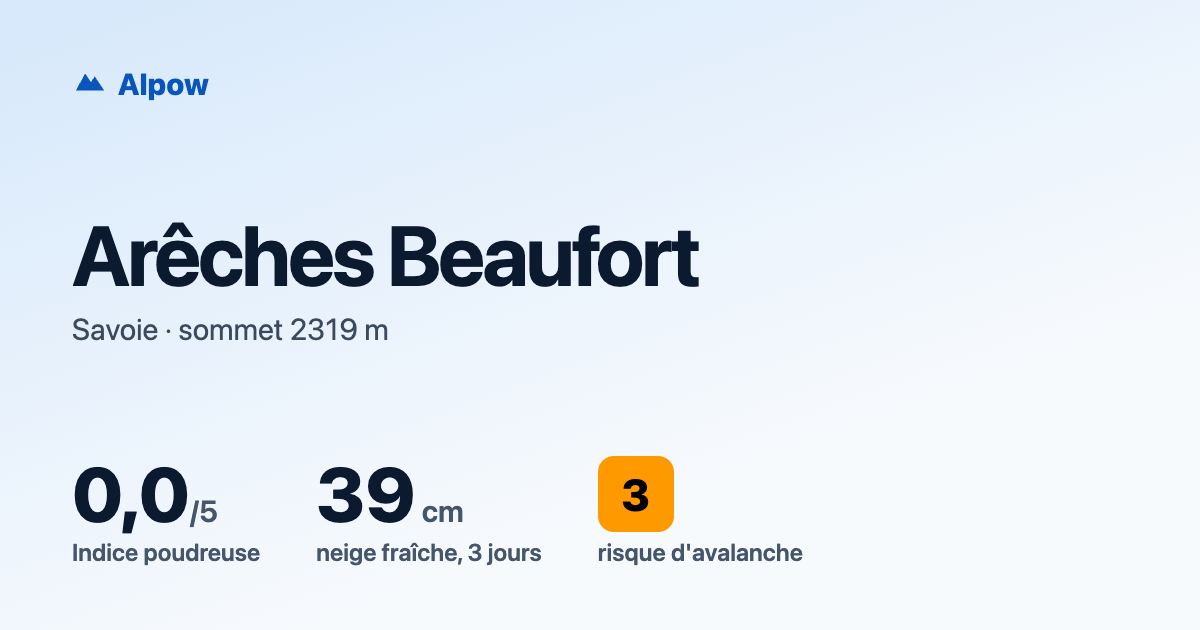 Alpow
Arêches Beaufort
Savoie · sommet 2319 m
0,0/5
Indice poudreuse
39 cm
neige fraîche, 3 jours
3
risque d'avalanche